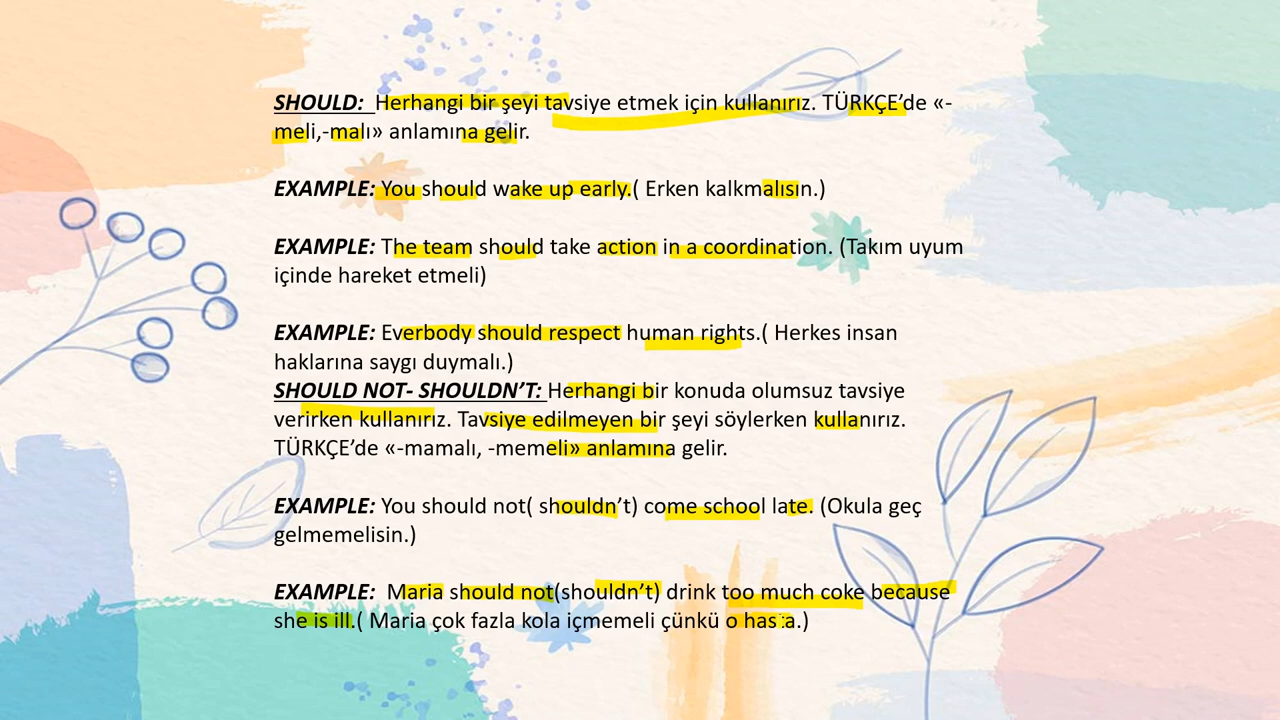 SHOULD: Herhangi bir şeyi tavsiye etmek için kullanırız. TÜRKÇE’de «-
meli,-malı» anlamına gelir.
EXAMPLE: You should wake up early.( Erken kalkmalısın.)
EXAMPLE: The team should take action in a coordination. (Takım uyum
içinde hareket etmeli)
EXAMPLE: Everbody should respect human rights.( Herkes insan
haklarına saygı duymalı.)
SHOULD NOT- SHOULDN’T: Herhangi bir konuda olumsuz tavsiye
verirken kullanırız. Tavsiye edilmeyen bir şeyi söylerken kullanırız.
TÜRKÇE’de «-mamalı, -memeli» anlamına gelir.
EXAMPLE: You should not( shouldn’t) come school late. (Okula geç
gelmemelisin.)
EXAMPLE: Maria should not(shouldn’t) drink too much coke because
she is ill.( Maria çok fazla kola içmemeli çünkü o hasta.)